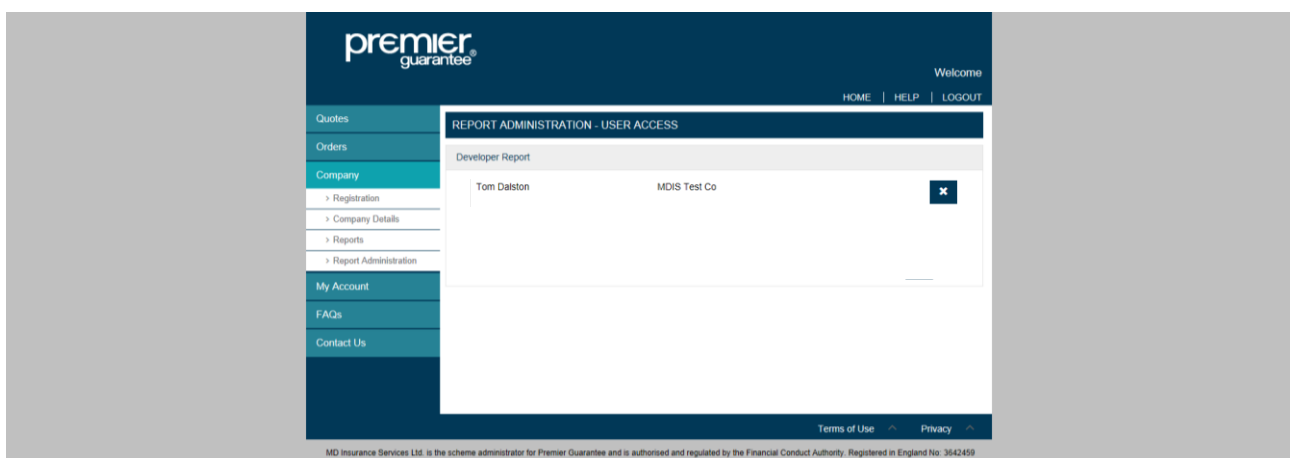 premier
guarantee®
Welcome
HOME | HELP | LOGOUT
Quotes
REPORT ADMINISTRATION - USER ACCESS
Orders
Developer Report
Company
Tom Dalston MDIS Test Co
> Registration
> Company Details
> Reports
> Report Administration
My Account
FAQs
Contact Us
Terms of Use Privacy
MD Insurance Services Ltd. is the scheme administrator for Premier Guarantee and is authorised and regulated by the Financial Conduct Authority. Registered in England No: 3642459